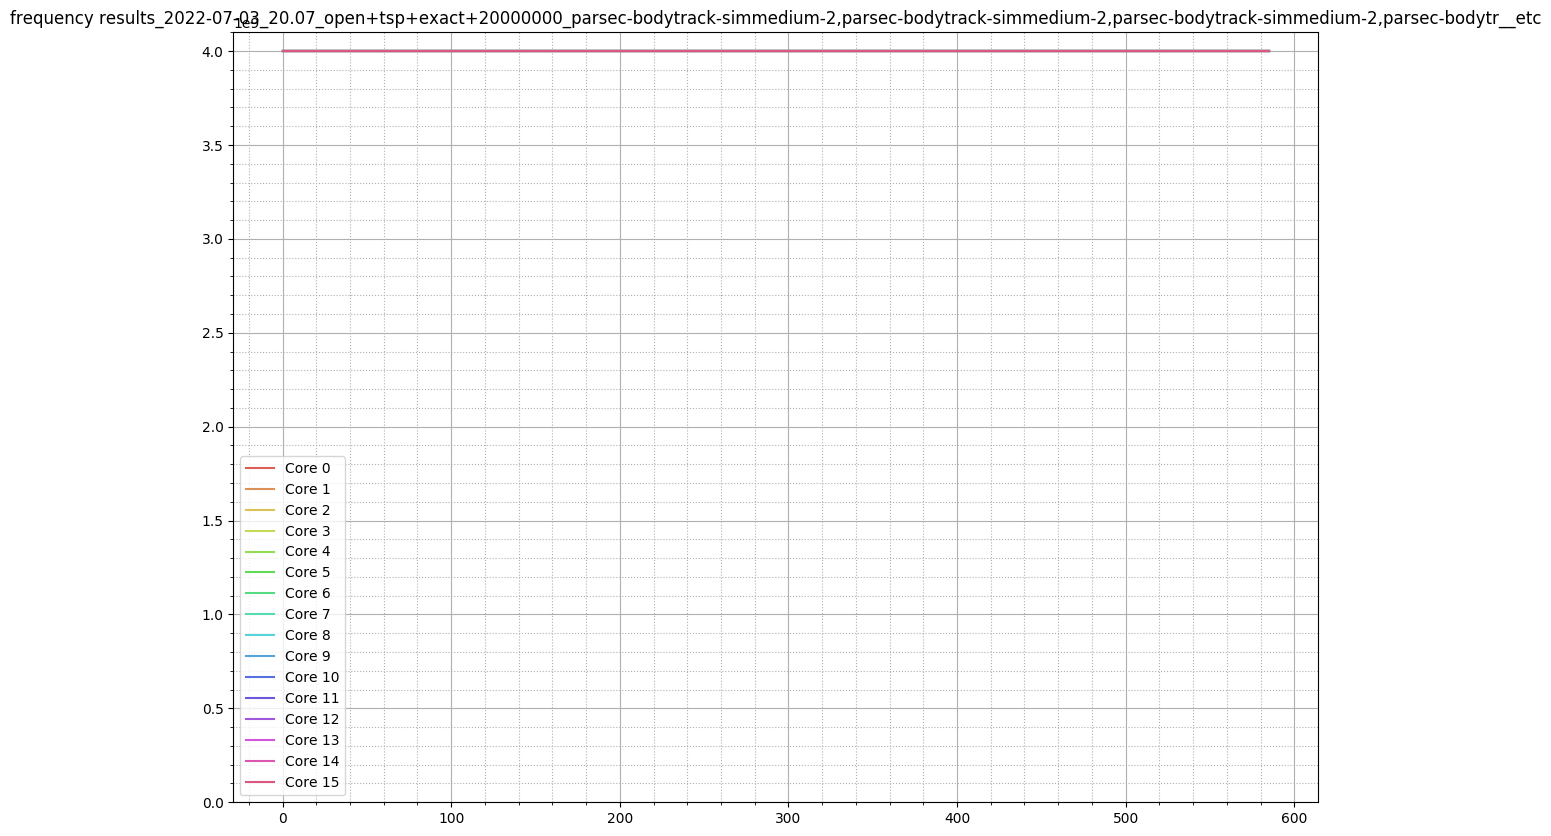 frequency results_2022-07-03_20.07_open+tsp+exact+20000000_parsec-bodytrack-simmedium-2,parsec-bodytrack-simmedium-2,parsec-bodytrack-simmedium-2,parsec-bodytr__etc
1e9
4.0
3.5
3.0
2.5
2.0
1.5
1.0
0.5
0.0
Core 0
Core 1
Core 2
Core 3
Core 4
Core 5
Core 6
Core 7
Core 8
Core 9
Core 10
Core 11
Core 12
Core 13
Core 14
Core 15
0 100 200 300 400 500 600